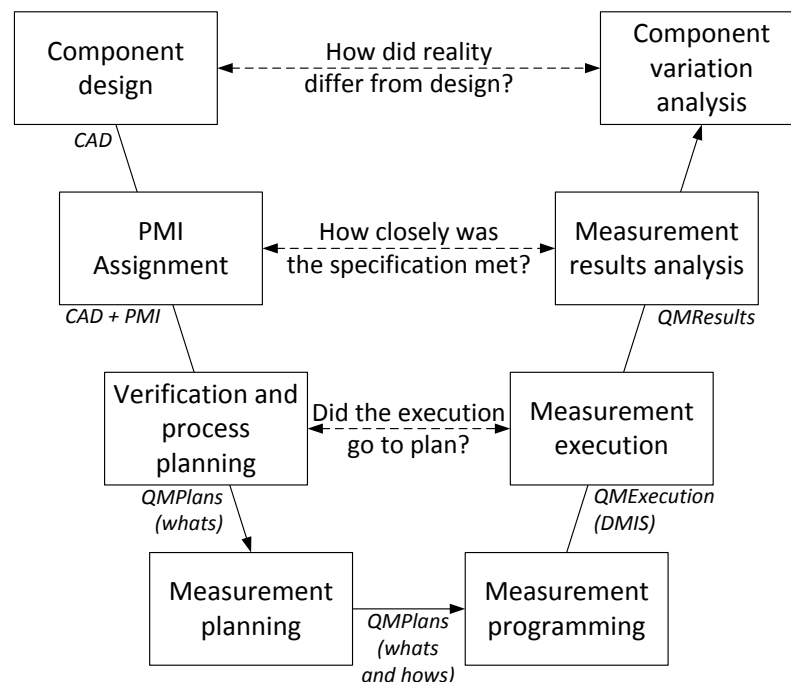 Component
design
How did reality
differ from design?
Component
variation
analysis
CAD
PMI
Assignment
How closely was
the specification met?
Measurement
results analysis
CAD + PMI
QMResults
Verification and
process
planning
Did the execution
go to plan?
Measurement
execution
QMPlans
(whats)
QMExecution
(DMIS)
Measurement
planning
QMPlans
(whats
and hows)
Measurement
programming